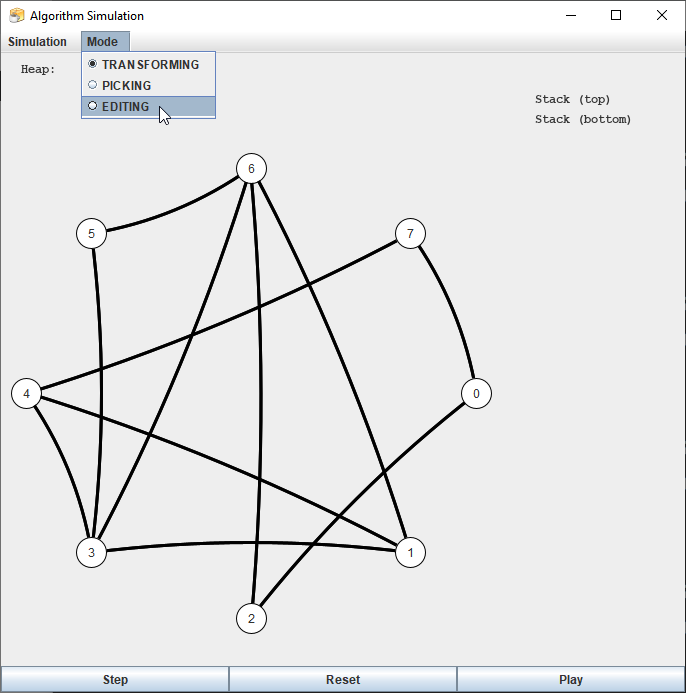 Algorithm Simulation
Simulation Mode
Heap:
TRANSFORMING
PICKING
EDITING
Stack (top)
Stack (bottom)
6
5
7
4
0
3
1
2
Step Reset Play